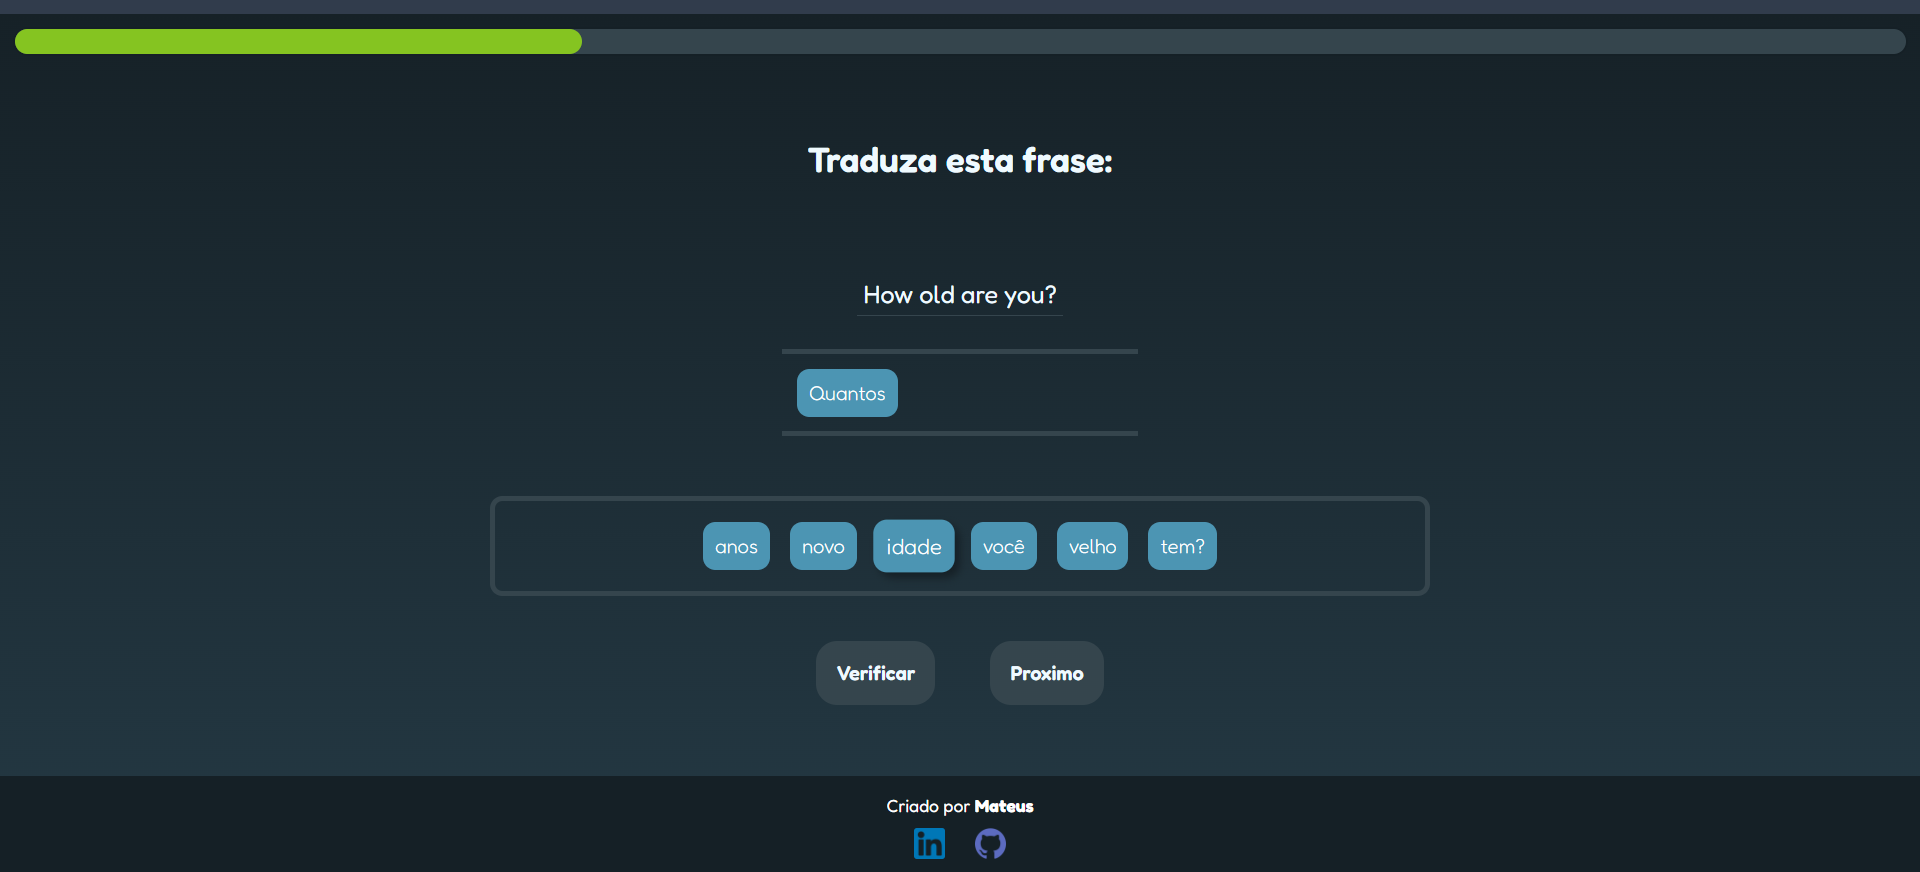 Traduza esta frase:
How old are you?
Quantos
anos novo idade você velho tem?
Verificar Proximo
Criado por Mateus
in